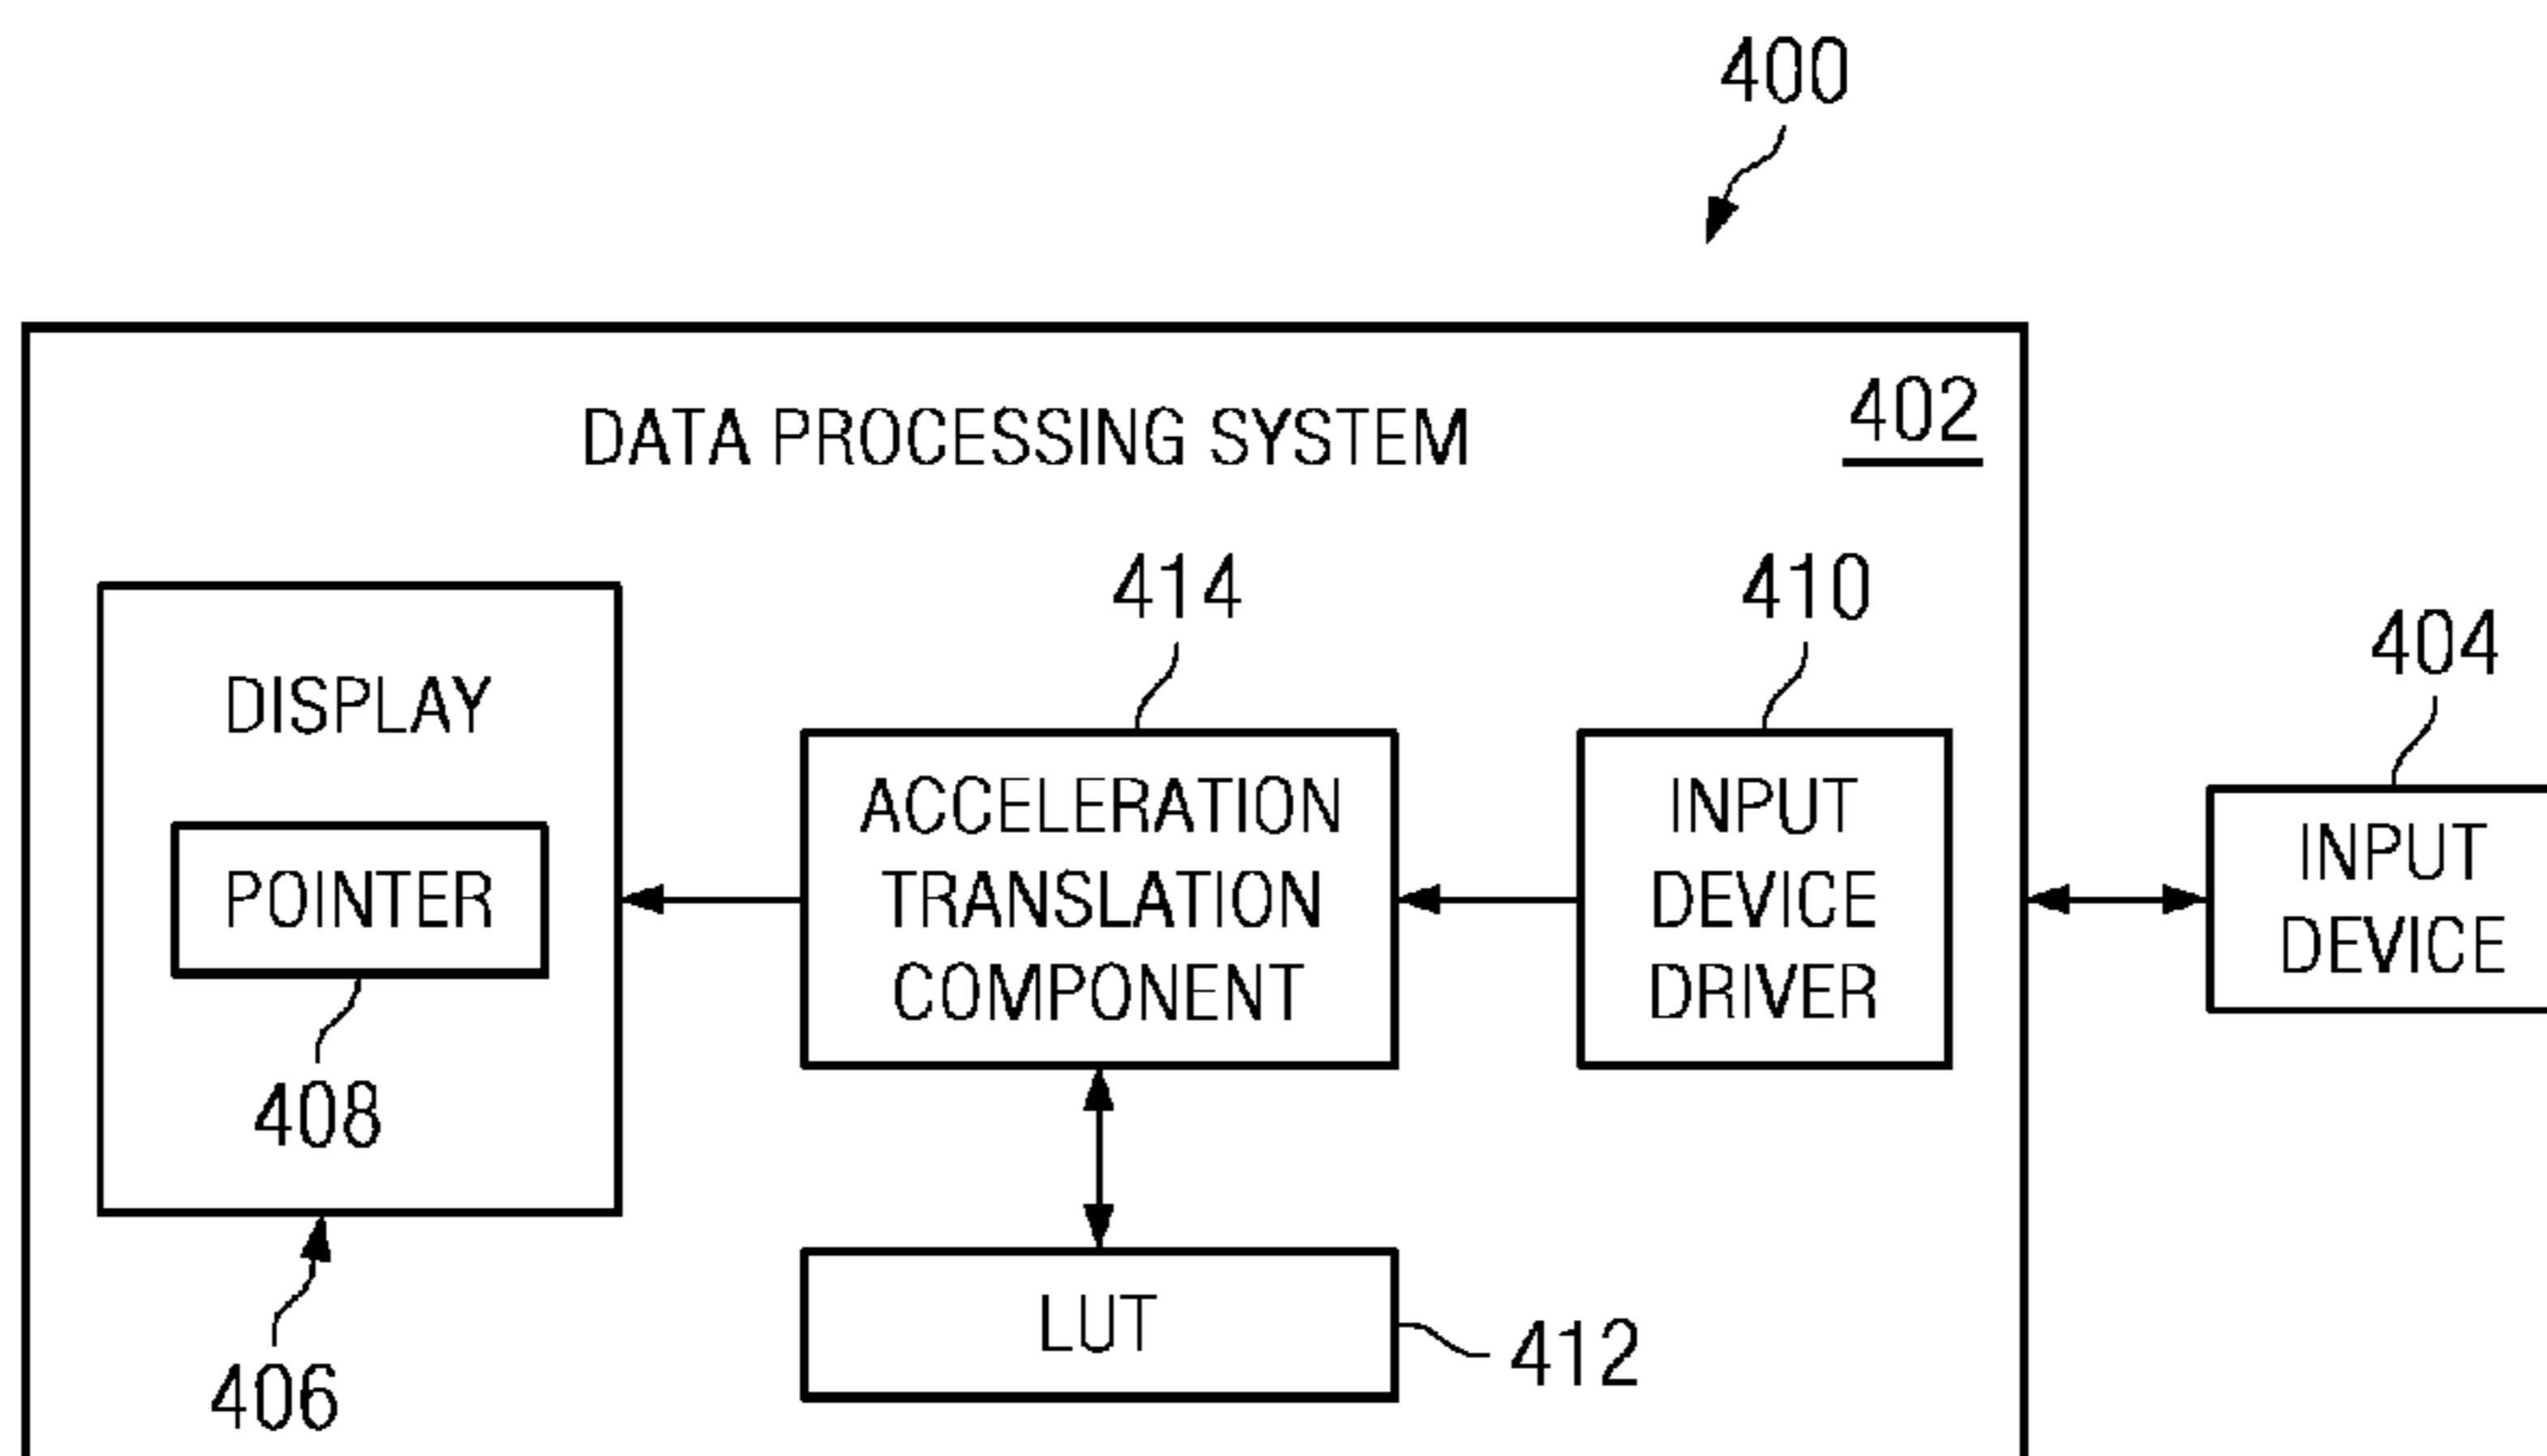 400
DATA PROCESSING SYSTEM
402
414
410
404
DISPLAY
POINTER
408
406
ACCELERATION
TRANSLATION
COMPONENT
INPUT
DEVICE
DRIVER
INPUT
DEVICE
LUT
412